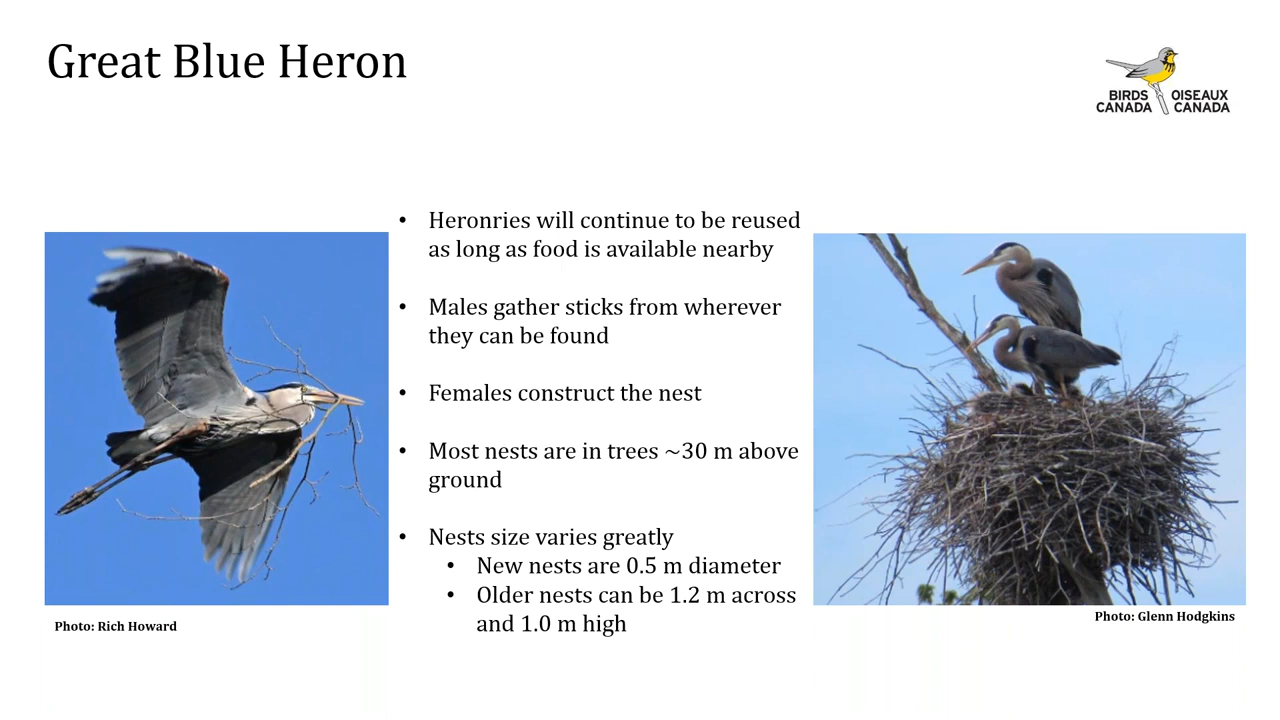 Great Blue Heron
BIRDS OISEAUX
CANADA CANADA
• Heronries will continue to be reused
as long as food is available nearby
• Males gather sticks from wherever
they can be found
• Females construct the nest
• Most nests are in trees ~30 m above
ground
• Nests size varies greatly
• New nests are 0.5 m diameter
• Older nests can be 1.2 m across
and 1.0 m high
Photo: Rich Howard
Photo: Glenn Hodgkins